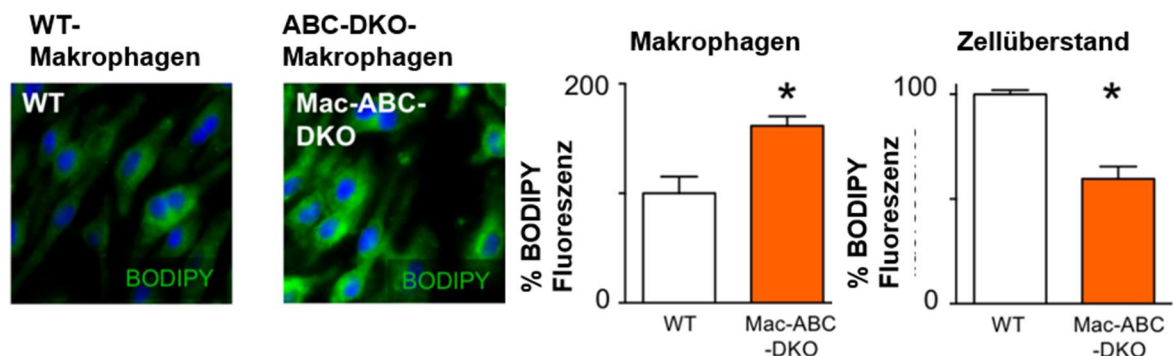 WT-
Makrophagen
WT
BODIPY
ABC-DKO-
Makrophagen
Mac-ABC-
DKO
BODIPY
Makrophagen
% BODIPY
Fluoreszenz
200
0
*
WT
Mac-ABC
-DKO
Zellüberstand
% BODIPY
Fluoreszenz
100
0
*
WT
Mac-ABC
-DKO